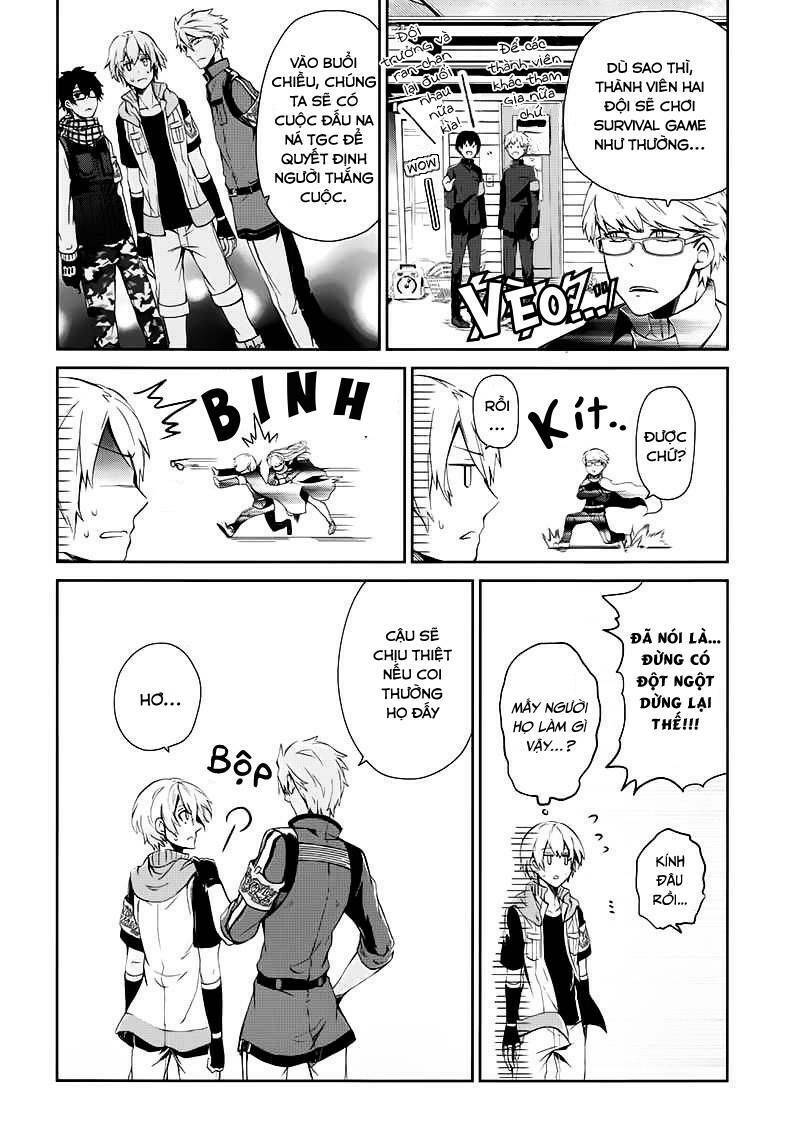 DÙ SAO THÌ,
THÀNH VIÊN HAI
ĐỘI SẼ CHƠI
SURVIVAL GAME
NHƯ THƯỜNG...
Để các
thành viên
khác tham
gia nữa
chứ
Đội
trưởng và
ran-chan
lại đuổi
nhau
nữa
kìa!
WOW
VẸO?...!!
VÀO BUỔI
CHIỀU, CHÚNG
TA SẼ CÓ
CUỘC ĐẤU NA
NÁ TGC ĐỂ
QUYẾT ĐỊNH
NGƯỜI THẮNG
CUỘC.
ĐƯỢC
CHỨ?
Kít..
RỒI
...
BINH
ĐÃ NÓI LÀ...
ĐỪNG CÓ
ĐỘT NGỘT
DỪNG LẠI
THẾ!!!
MẤY NGƯỜI
HỌ LÀM GÌ
VẬY...?
KÍNH
ĐÂU
RỒI...
CẬU SẼ
CHỊU THIỆT
NẾU COI
THƯỜNG
HỌ ĐẤY
HƠ...
BỘP